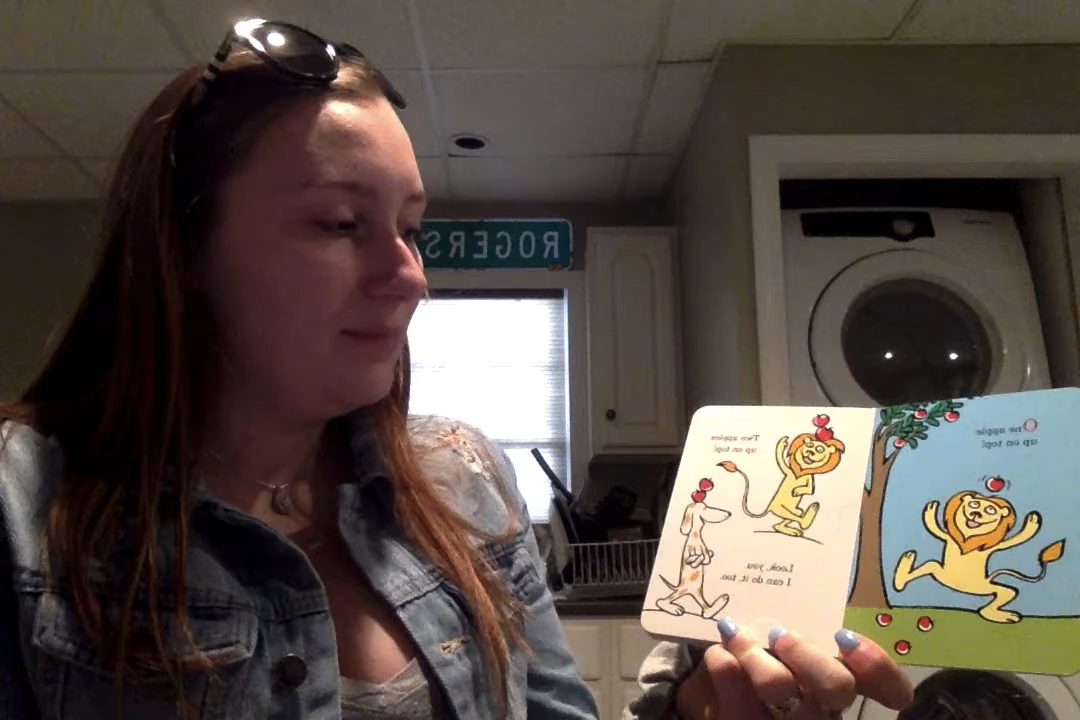 ROGERS
One apple
up on top!
Two apples
up on top!
Look, you.
I can do it, too.